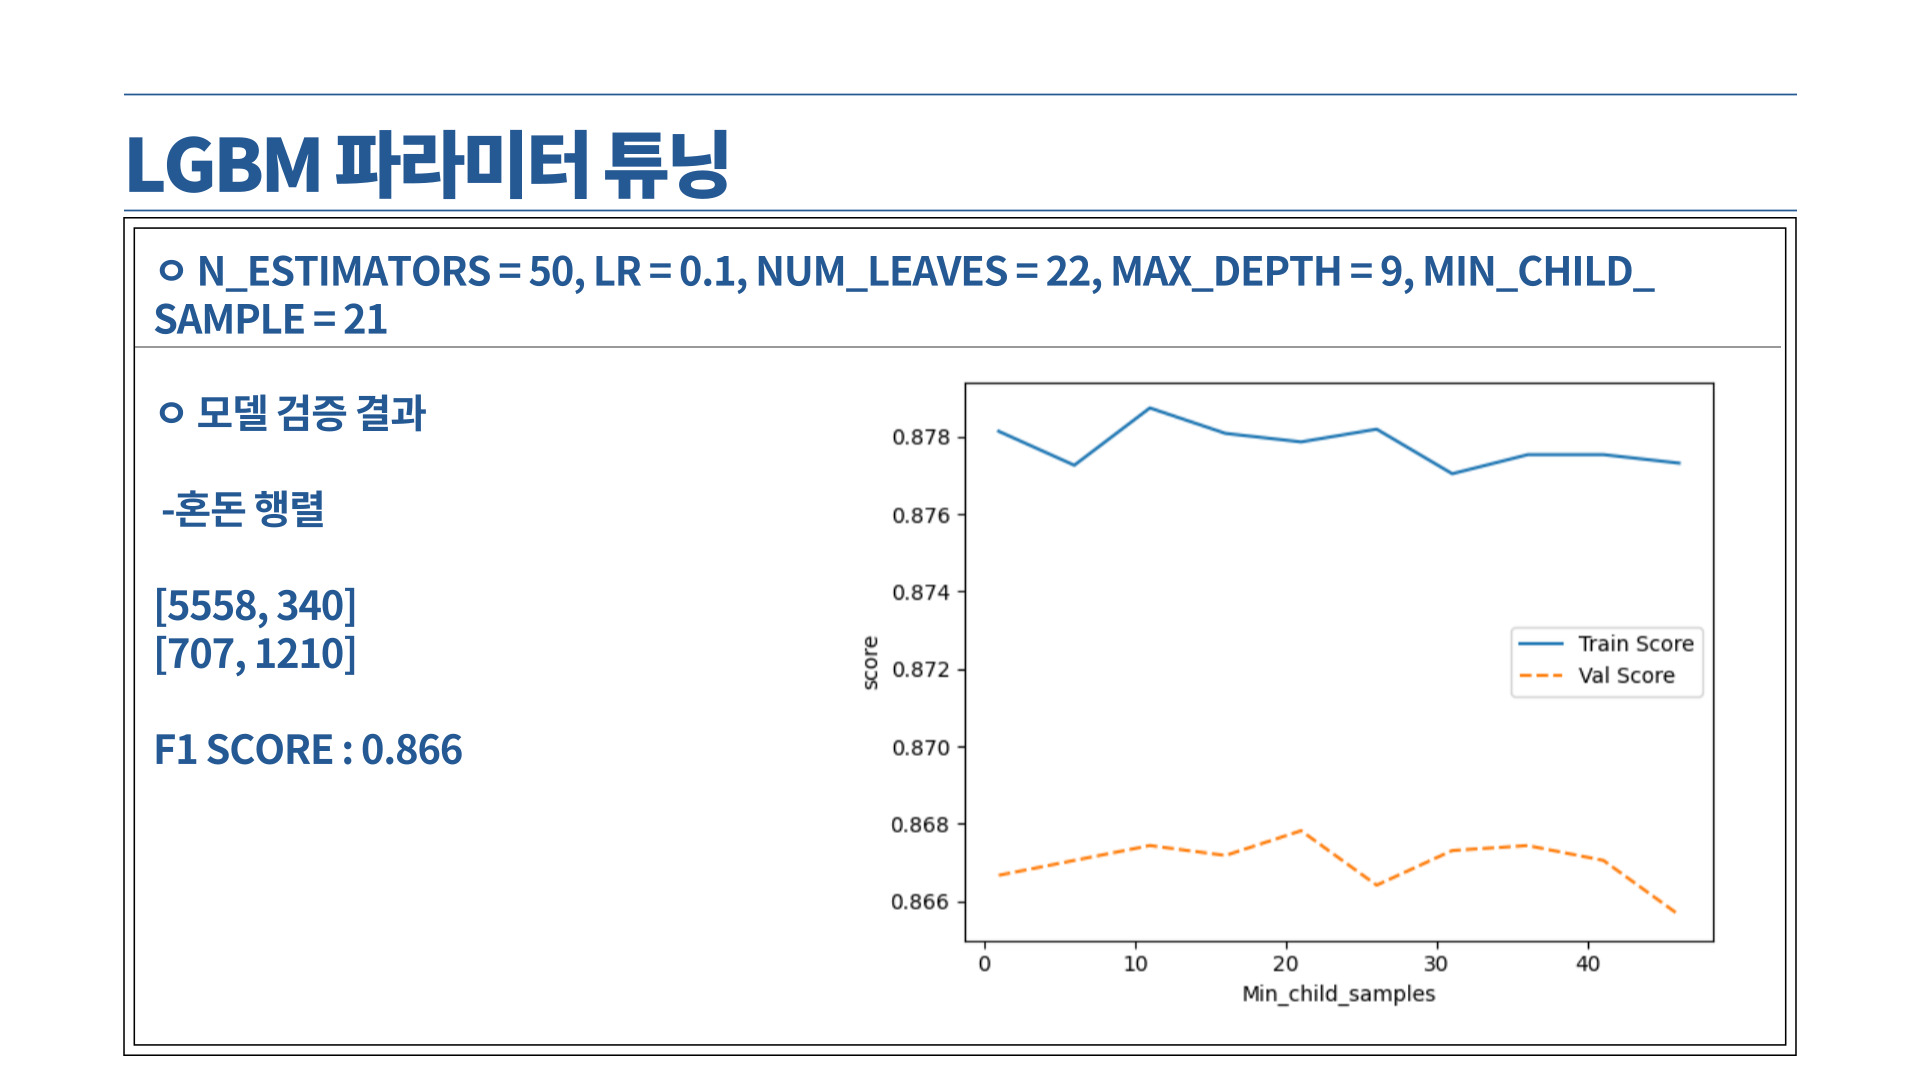 LGBM 파라미터 튜닝
ㅇ N_ESTIMATORS = 50, LR = 0.1, NUM_LEAVES = 22, MAX_DEPTH = 9, MIN_CHILD_
SAMPLE = 21
ㅇ 모델 검증 결과
-혼돈 행렬
[5558, 340]
[707, 1210]
F1 SCORE : 0.866
0.878
0.876
0.874
0.872
0.870
0.868
0.866
score
Train Score
Val Score
0 10 20 30 40
Min_child_samples